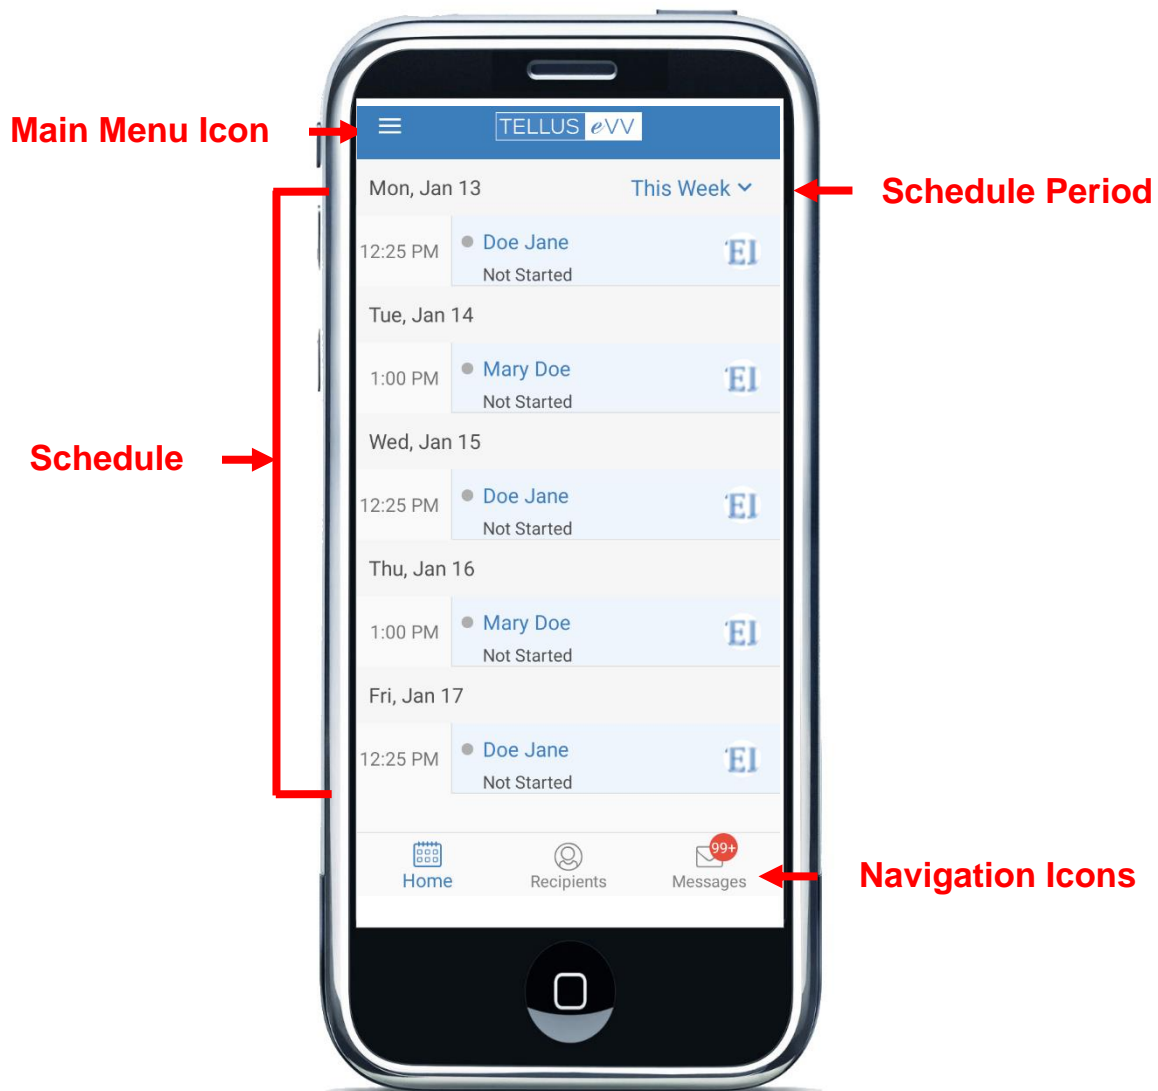 Main Menu Icon
TELLUS eVV
Mon, Jan 13
This Week
Schedule Period
12:25 PM
Doe Jane
Not Started
EI
Tue, Jan 14
1:00 PM
Mary Doe
Not Started
EI
Wed, Jan 15
Schedule
12:25 PM
Doe Jane
Not Started
EI
Thu, Jan 16
1:00 PM
Mary Doe
Not Started
EI
Fri, Jan 17
12:25 PM
Doe Jane
Not Started
EI
99+
Home
Recipients
Messages
Navigation Icons